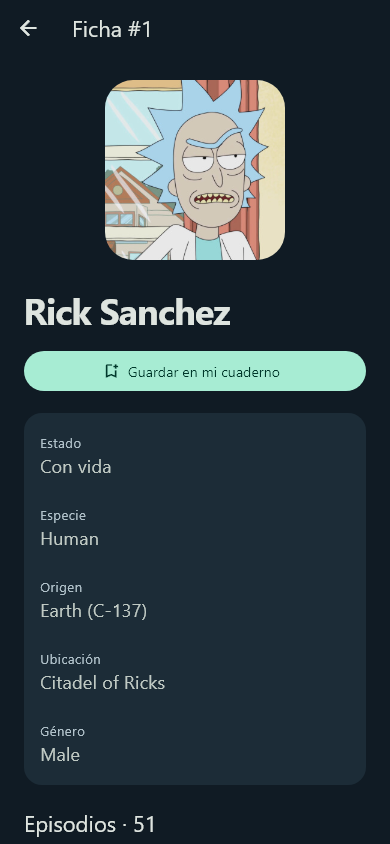 Ficha #1
Rick Sanchez
Guardar en mi cuaderno
Estado
Con vida
Especie
Human
Origen
Earth (C-137)
Ubicación
Citadel of Ricks
Género
Male
Episodios · 51